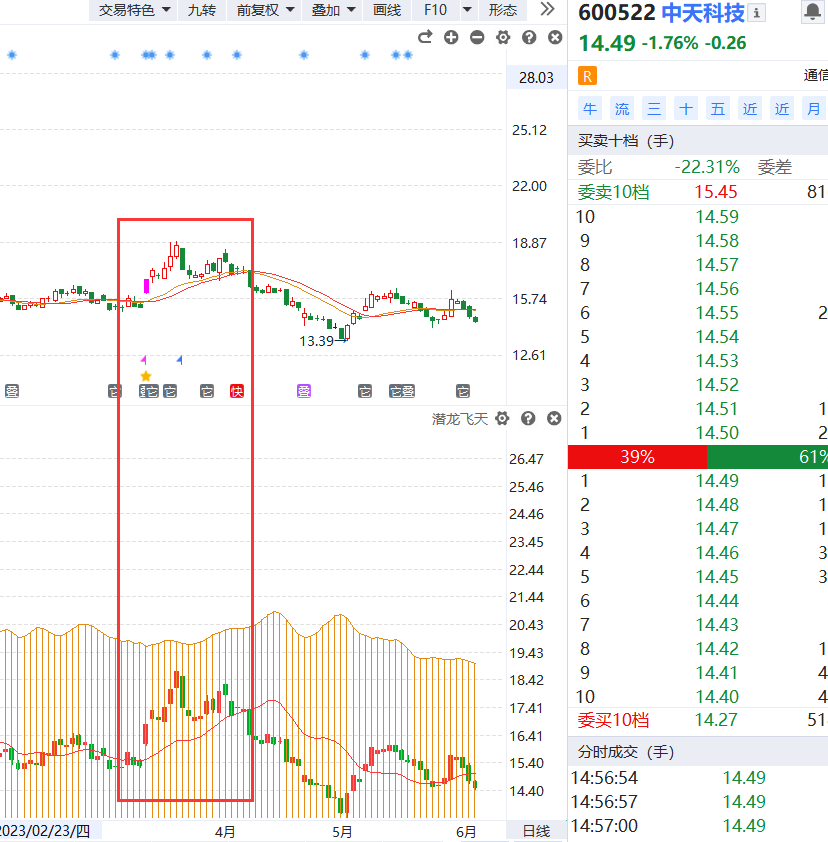 交易特色 九转 前复权 叠加 画线 F10 形态
28.03
25.12
22.00
18.87
15.74
12.61
13.39
叠 它 它 它 它 快 叠 它 它 叠 它
潜龙飞天
26.47
25.46
24.46
23.45
22.44
21.44
20.43
19.43
18.42
17.41
16.41
15.40
14.40
2023/02/23/四 4月 5月 6月 日线
600522 中天科技
14.49 -1.76% -0.26
R 通信
牛 流 三 十 五 近 近 月
买卖十档 (手)
委比 -22.31% 委差
委卖10档 15.45 81
10 14.59
9 14.58
8 14.57
7 14.56
6 14.55 2
5 14.54
4 14.53
3 14.52
2 14.51 1
1 14.50 2
39% 61%
1 14.49 1
2 14.48 1
3 14.47 1
4 14.46 3
5 14.45 3
6 14.44
7 14.43
8 14.42 1
9 14.41 4
10 14.40 4
委买10档 14.27 51
分时成交 (手)
14:56:54 14.49
14:56:57 14.49
14:57:00 14.49